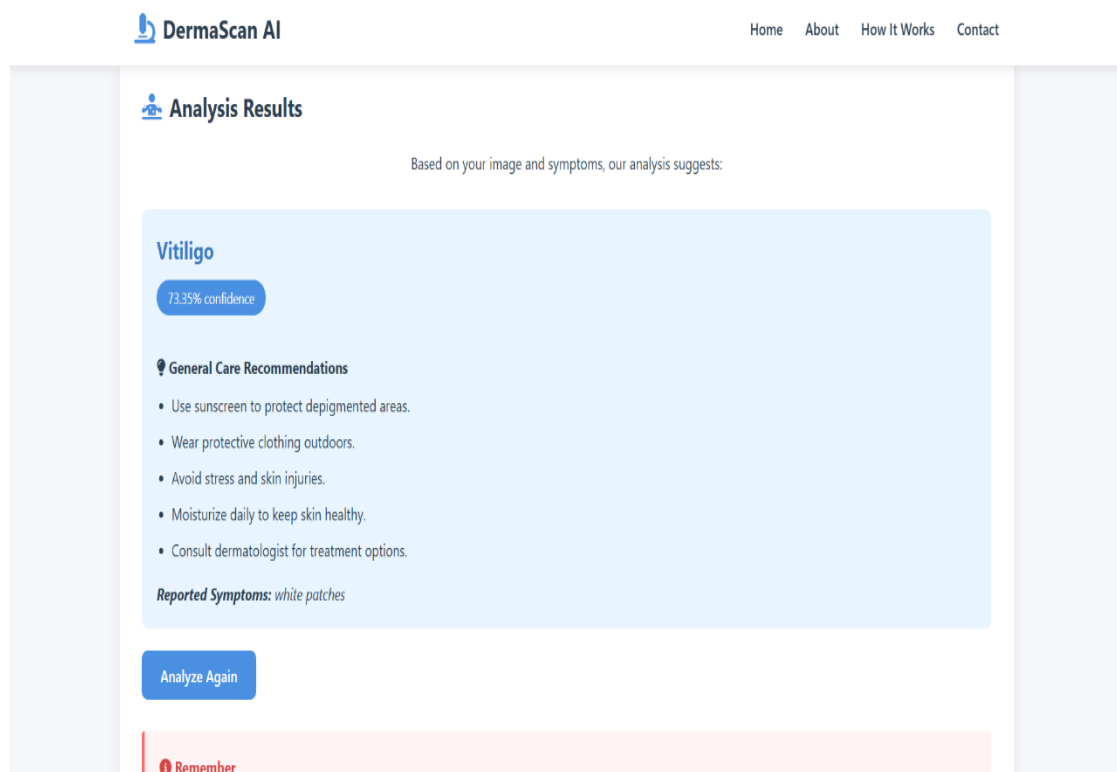 DermaScan AI
Home About How It Works Contact
Analysis Results
Based on your image and symptoms, our analysis suggests:
Vitiligo
73.35% confidence
General Care Recommendations
• Use sunscreen to protect depigmented areas.
• Wear protective clothing outdoors.
• Avoid stress and skin injuries.
• Moisturize daily to keep skin healthy.
• Consult dermatologist for treatment options.
Reported Symptoms: white patches
Analyze Again
Remember